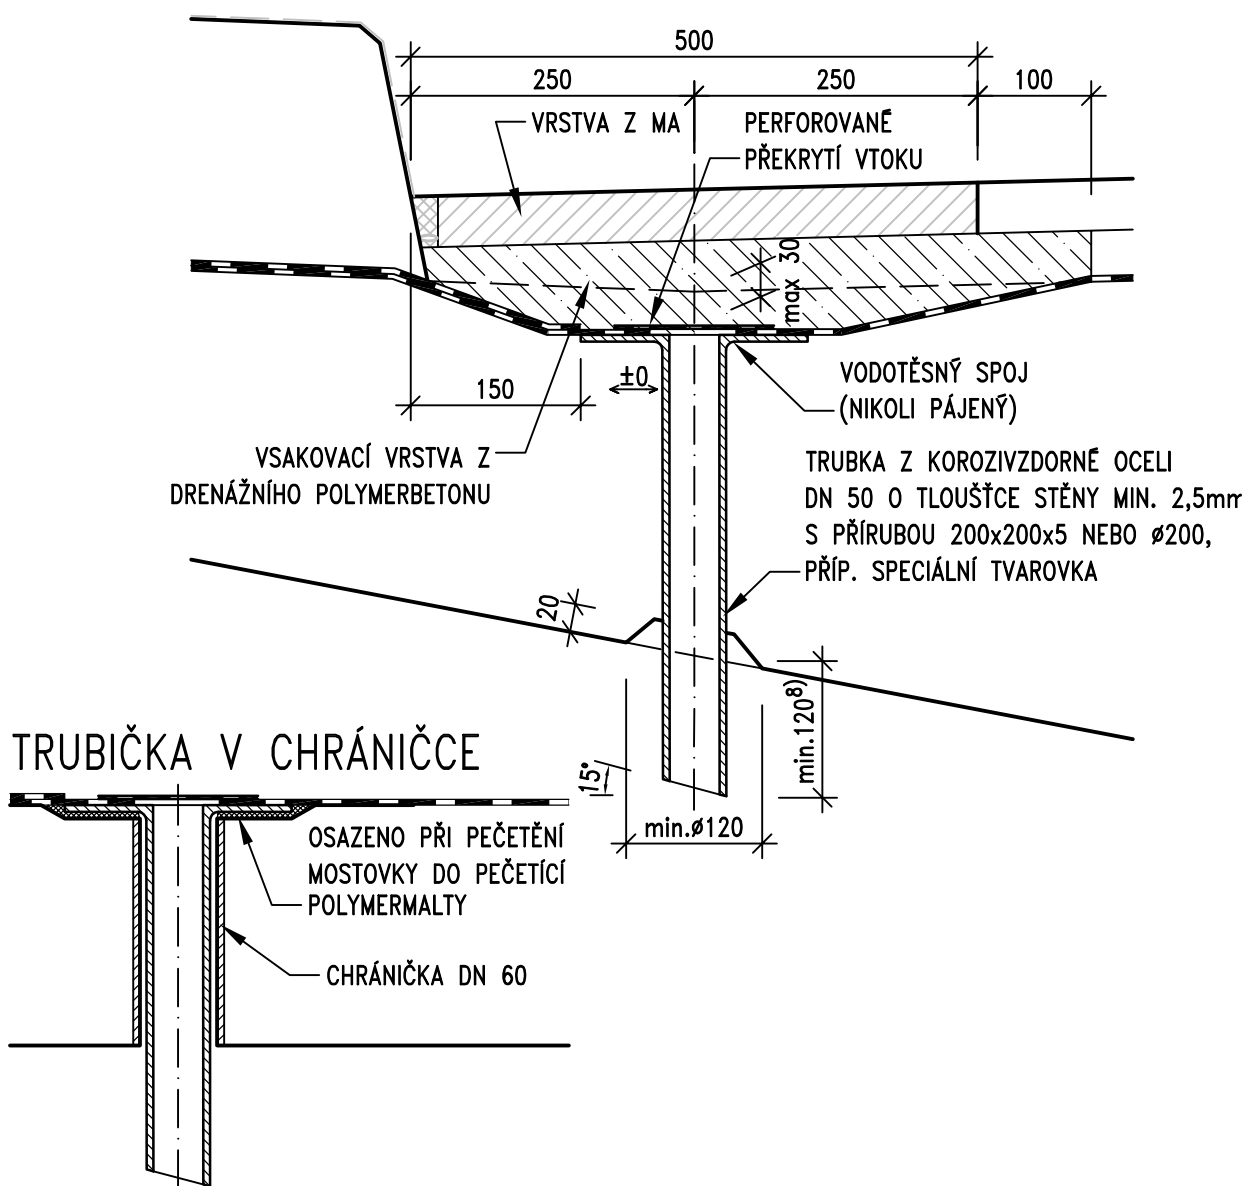 500
250
250
100
VRSTVA Z MA
PERFOROVANÉ
PŘEKRYTÍ VTOKU
max 30
150
±0
VODOTĚSNÝ SPOJ
(NIKOLI PÁJENÝ)
VSAKOVACÍ VRSTVA Z
DRENÁŽNÍHO POLYMERBETONU
TRUBKA Z KOROZIVZDORNÉ OCELI
DN 50 O TLOUŠŤCE STĚNY MIN. 2,5mm
S PŘÍRUBOU 200x200x5 NEBO ø200,
PŘÍP. SPECIÁLNÍ TVAROVKA
20
min.120⁸⁾
15°
min.ø120
TRUBIČKA V CHRÁNIČCE
OSAZENO PŘI PEČETĚNÍ
MOSTOVKY DO PEČETÍCÍ
POLYMERMALTY
CHRÁNIČKA DN 60